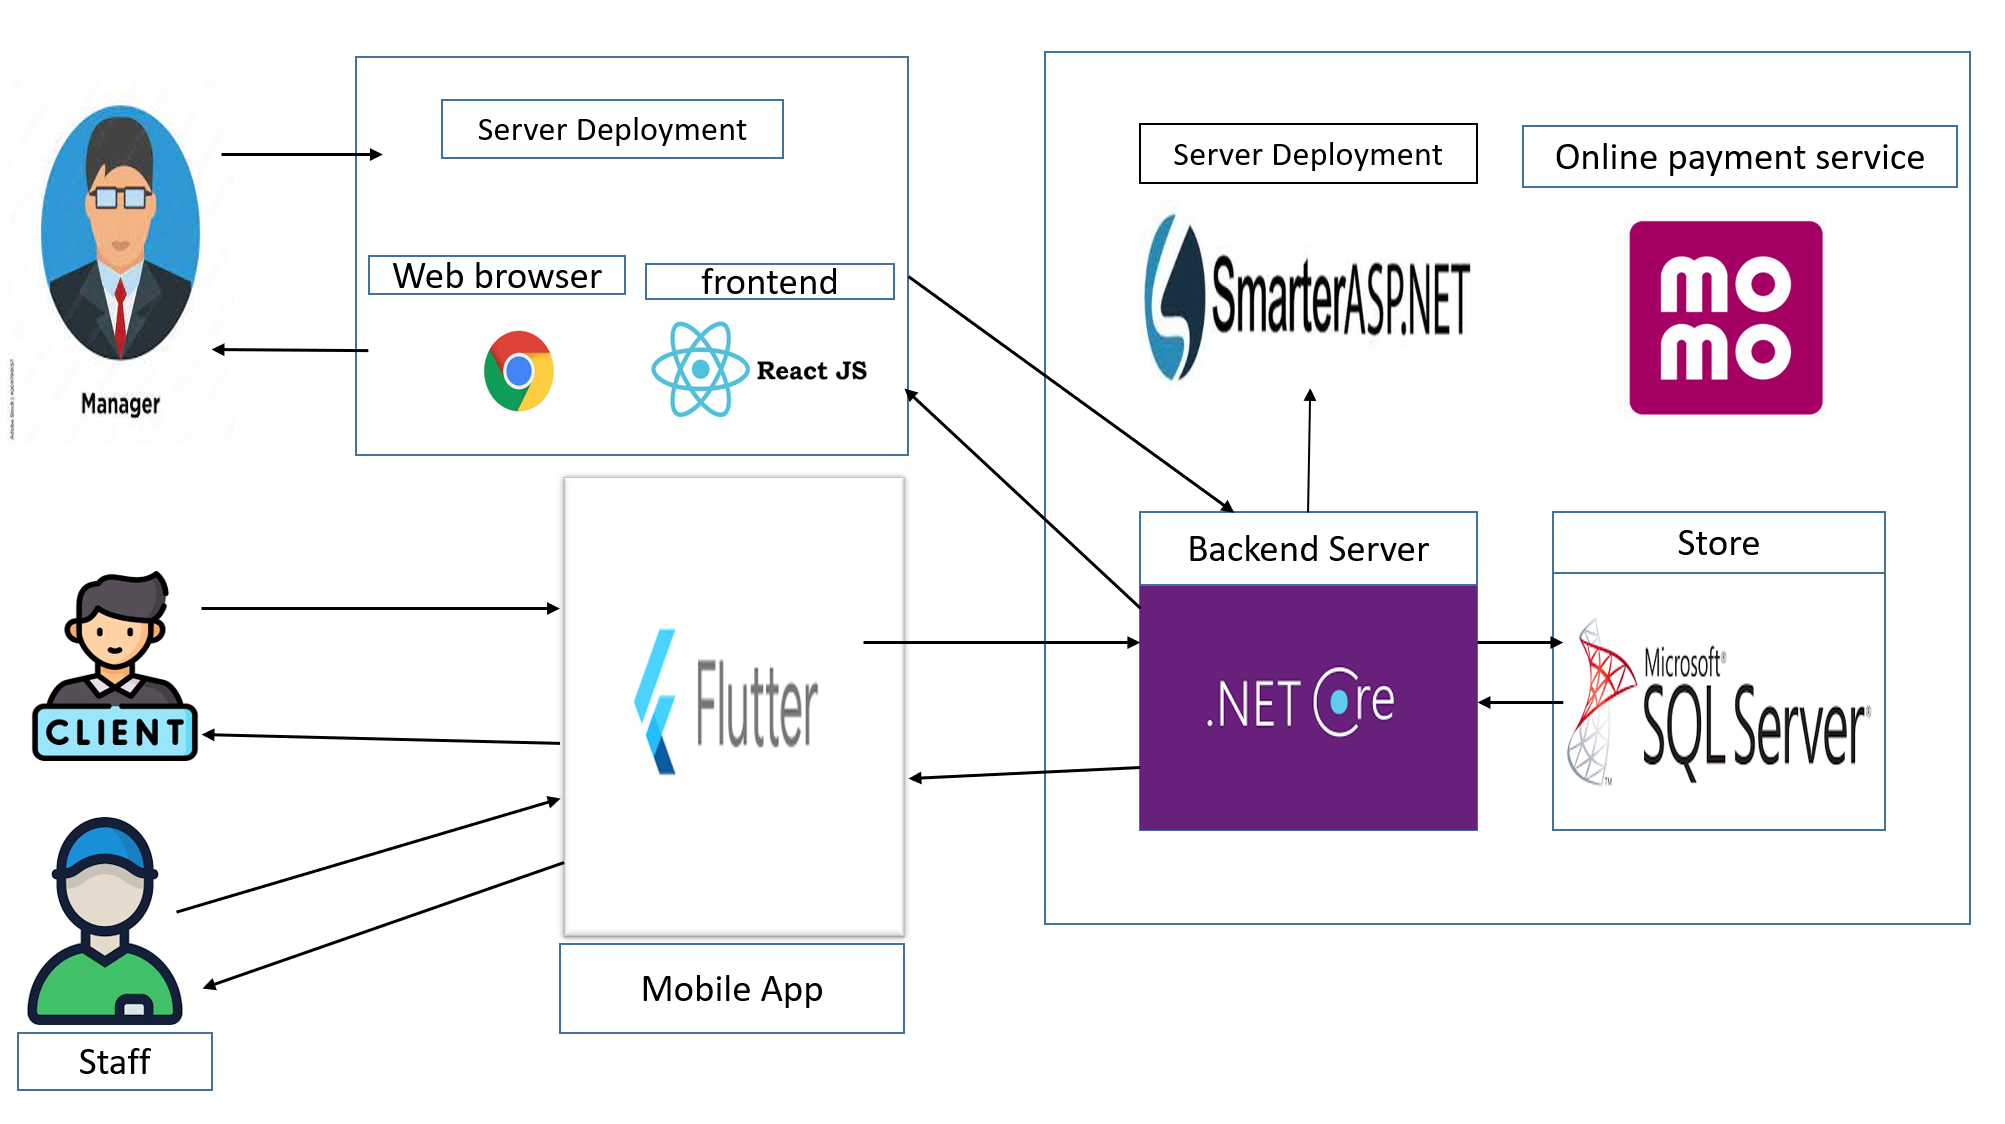 Server Deployment
Server Deployment
Online payment service
Web browser
frontend
SmarterASP.NET
mo
mo
React JS
Manager
Backend Server
Store
.NET Core
Microsoft®
SQL Server®
TM
Flutter
CLIENT
Mobile App
Staff